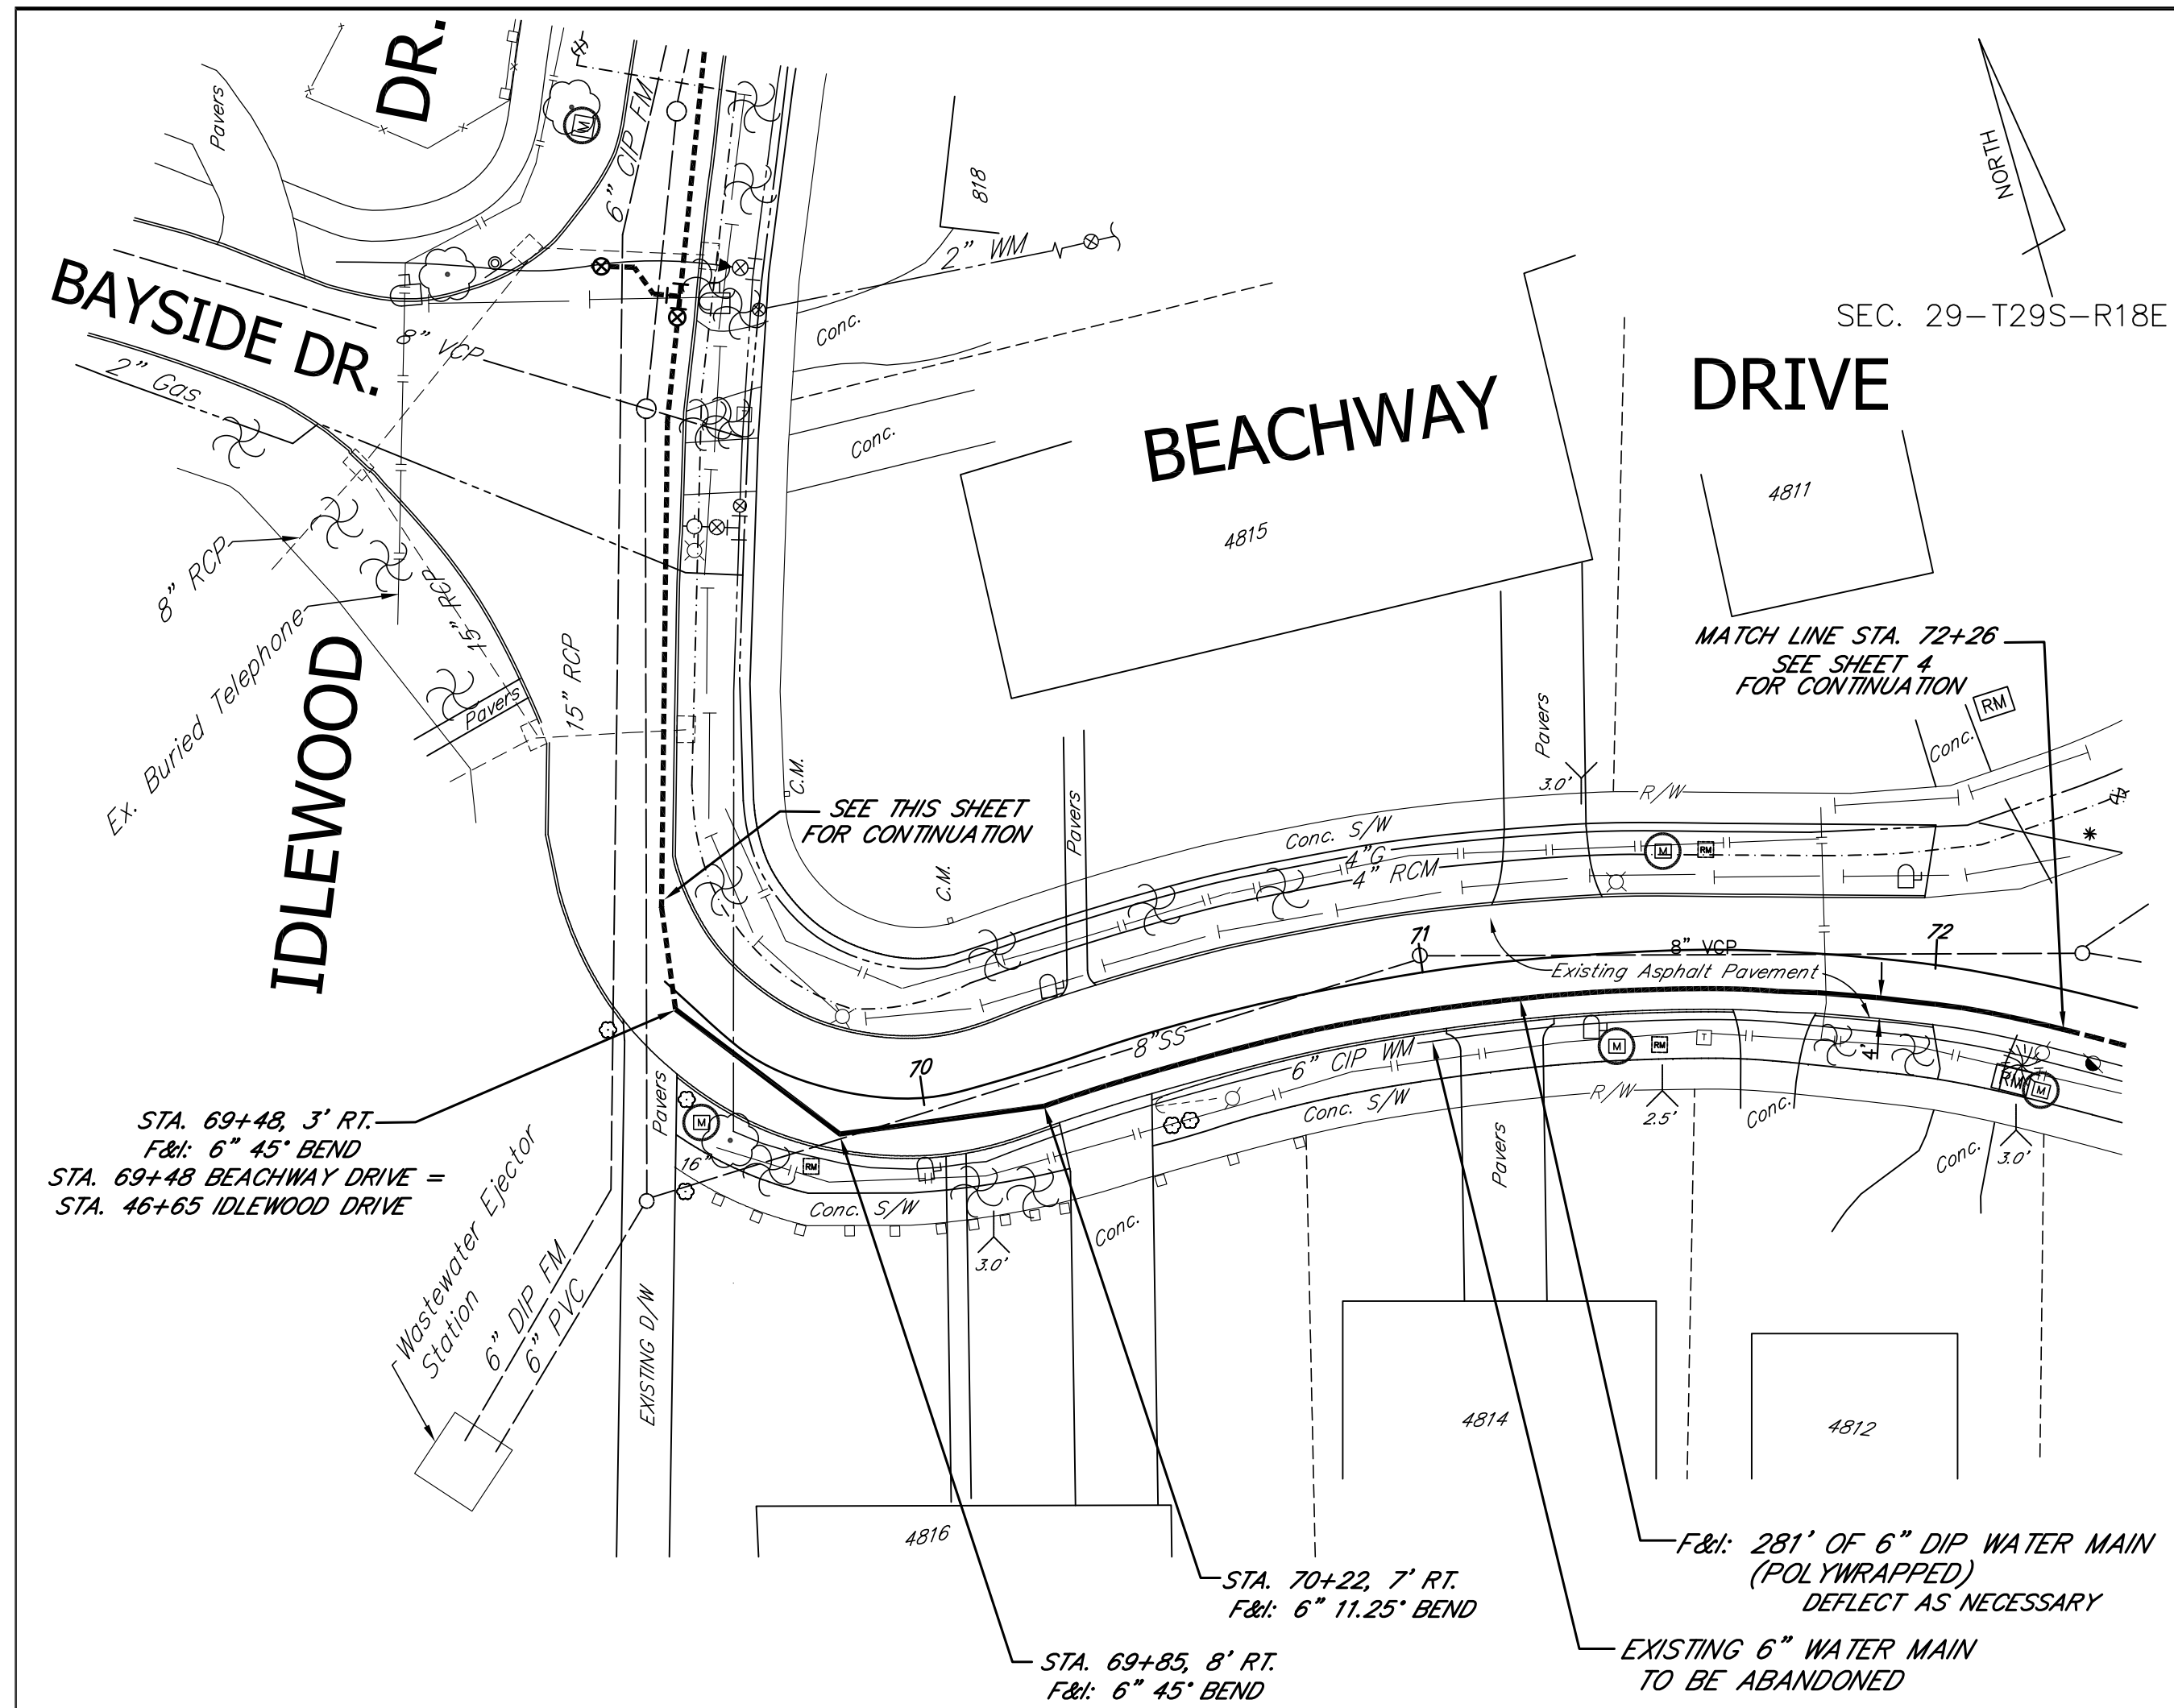 DR.
Pavers
6" CIP FM
M
818
2" WM
NORTH
SEC. 29-T29S-R18E
BAYSIDE DR.
8" VCP
2" Gas
Conc.
Conc.
BEACHWAY
DRIVE
4815
4811
8" RCP
15" RCP
Ex. Buried Telephone
IDLEWOOD
Pavers
15" RCP
MATCH LINE STA. 72+26
SEE SHEET 4
FOR CONTINUATION
RM
Conc.
Pavers
3.0'
R/W
C.M.
SEE THIS SHEET
FOR CONTINUATION
Pavers
C.M.
Conc. S/W
4"G
4" RCM
M
RM
71
8" VCP
72
Existing Asphalt Pavement
8"SS
70
6" CIP WM
M
RM
T
4'
RM
M
STA. 69+48, 3' RT.
F&I: 6" 45° BEND
STA. 69+48 BEACHWAY DRIVE =
STA. 46+65 IDLEWOOD DRIVE
Pavers
M
16"
RM
Conc. S/W
3.0'
Conc.
Conc. S/W
Pavers
R/W
2.5'
Conc.
Conc.
3.0'
Wastewater Ejector
Station
6" DIP FM
6" PVC
EXISTING D/W
4816
4814
4812
F&I: 281' OF 6" DIP WATER MAIN
(POLYWRAPPED)
DEFLECT AS NECESSARY
STA. 70+22, 7' RT.
F&I: 6" 11.25° BEND
EXISTING 6" WATER MAIN
TO BE ABANDONED
STA. 69+85, 8' RT.
F&I: 6" 45° BEND